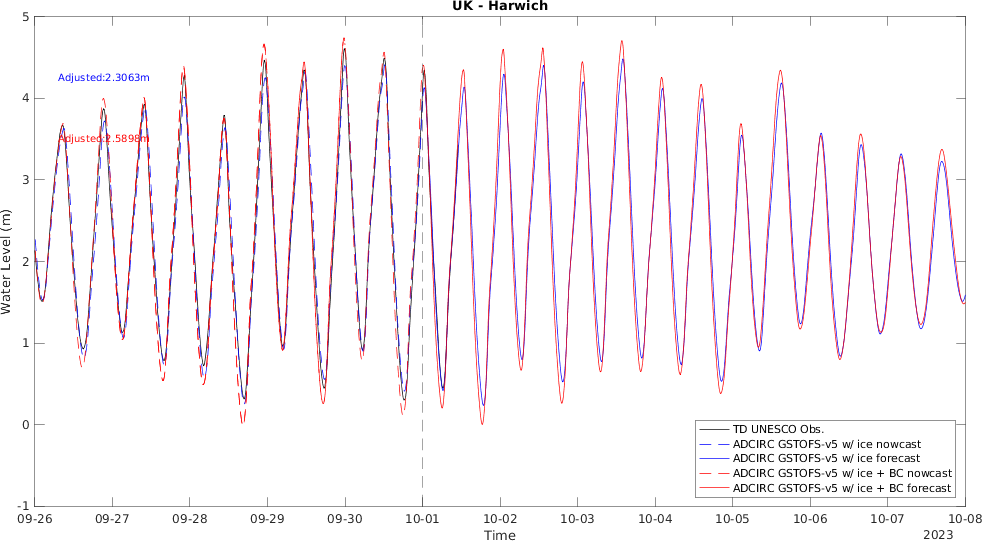 UK - Harwich
5
4
3
2
1
0
-1
Water Level (m)
Adjusted:2.3063m
Adjusted:2.5898m
TD UNESCO Obs.
ADCIRC GSTOFS-v5 w/ ice nowcast
ADCIRC GSTOFS-v5 w/ ice forecast
ADCIRC GSTOFS-v5 w/ ice + BC nowcast
ADCIRC GSTOFS-v5 w/ ice + BC forecast
09-26 09-27 09-28 09-29 09-30 10-01 10-02 10-03 10-04 10-05 10-06 10-07 10-08
Time
2023